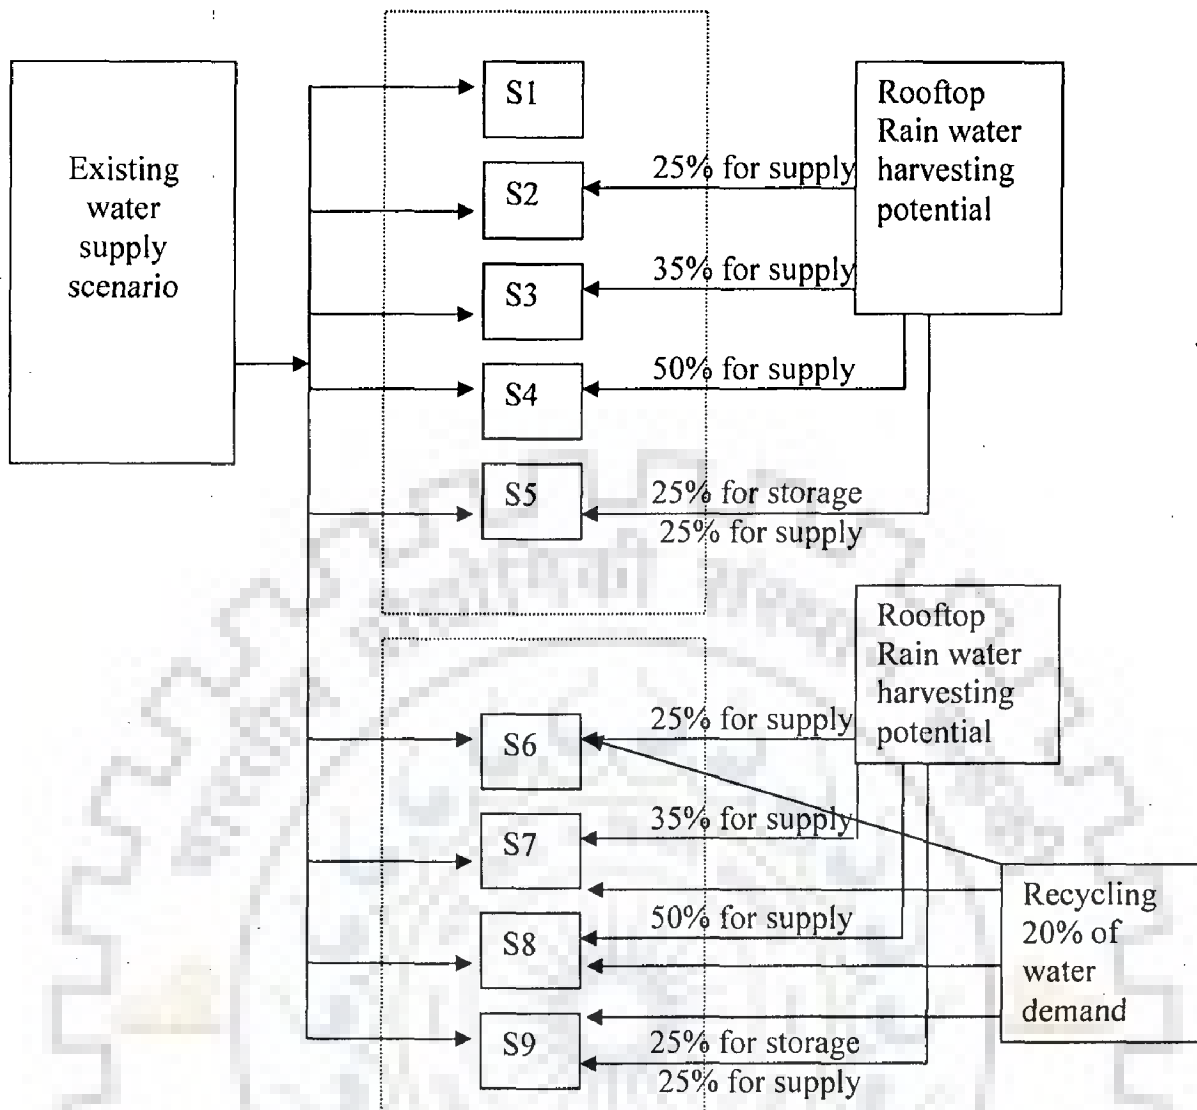 Existing
water
supply
scenario
S1
S2
S3
S4
S5
25% for supply
35% for supply
50% for supply
25% for storage
25% for supply
Rooftop
Rain water
harvesting
potential
S6
S7
S8
S9
25% for supply
35% for supply
50% for supply
25% for storage
25% for supply
Rooftop
Rain water
harvesting
potential
Recycling
20% of
water
demand